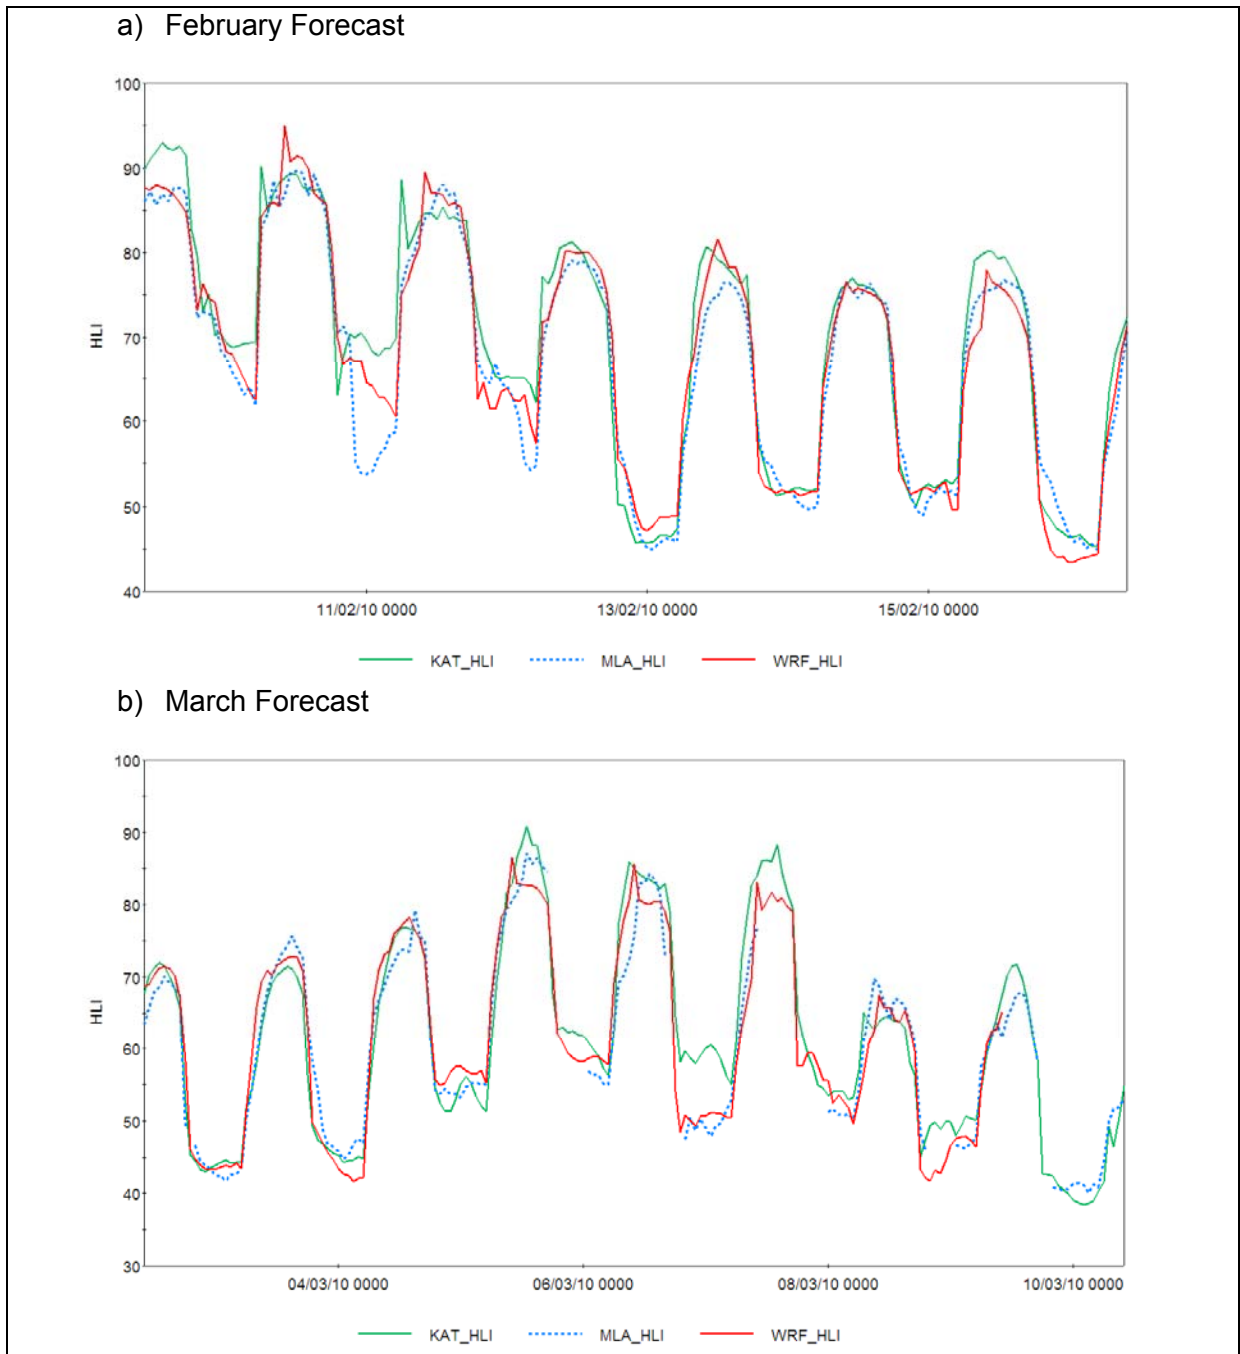 a) February Forecast
100
90
80
70
60
50
40
HLI
11/02/10 0000 13/02/10 0000 15/02/10 0000
KAT_HLI MLA_HLI WRF_HLI
b) March Forecast
100
90
80
70
60
50
40
30
HLI
04/03/10 0000 06/03/10 0000 08/03/10 0000 10/03/10 0000
KAT_HLI MLA_HLI WRF_HLI